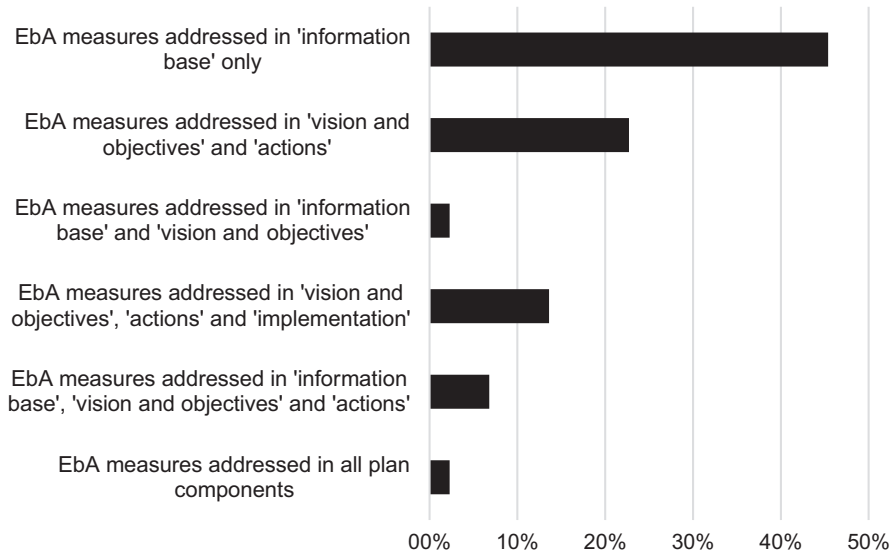 EbA measures addressed in 'information
base' only
EbA measures addressed in 'vision and
objectives' and 'actions'
EbA measures addressed in 'information
base' and 'vision and objectives'
EbA measures addressed in 'vision and
objectives', 'actions' and 'implementation'
EbA measures addressed in 'information
base', 'vision and objectives' and 'actions'
EbA measures addressed in all plan
components
00% 10% 20% 30% 40% 50%